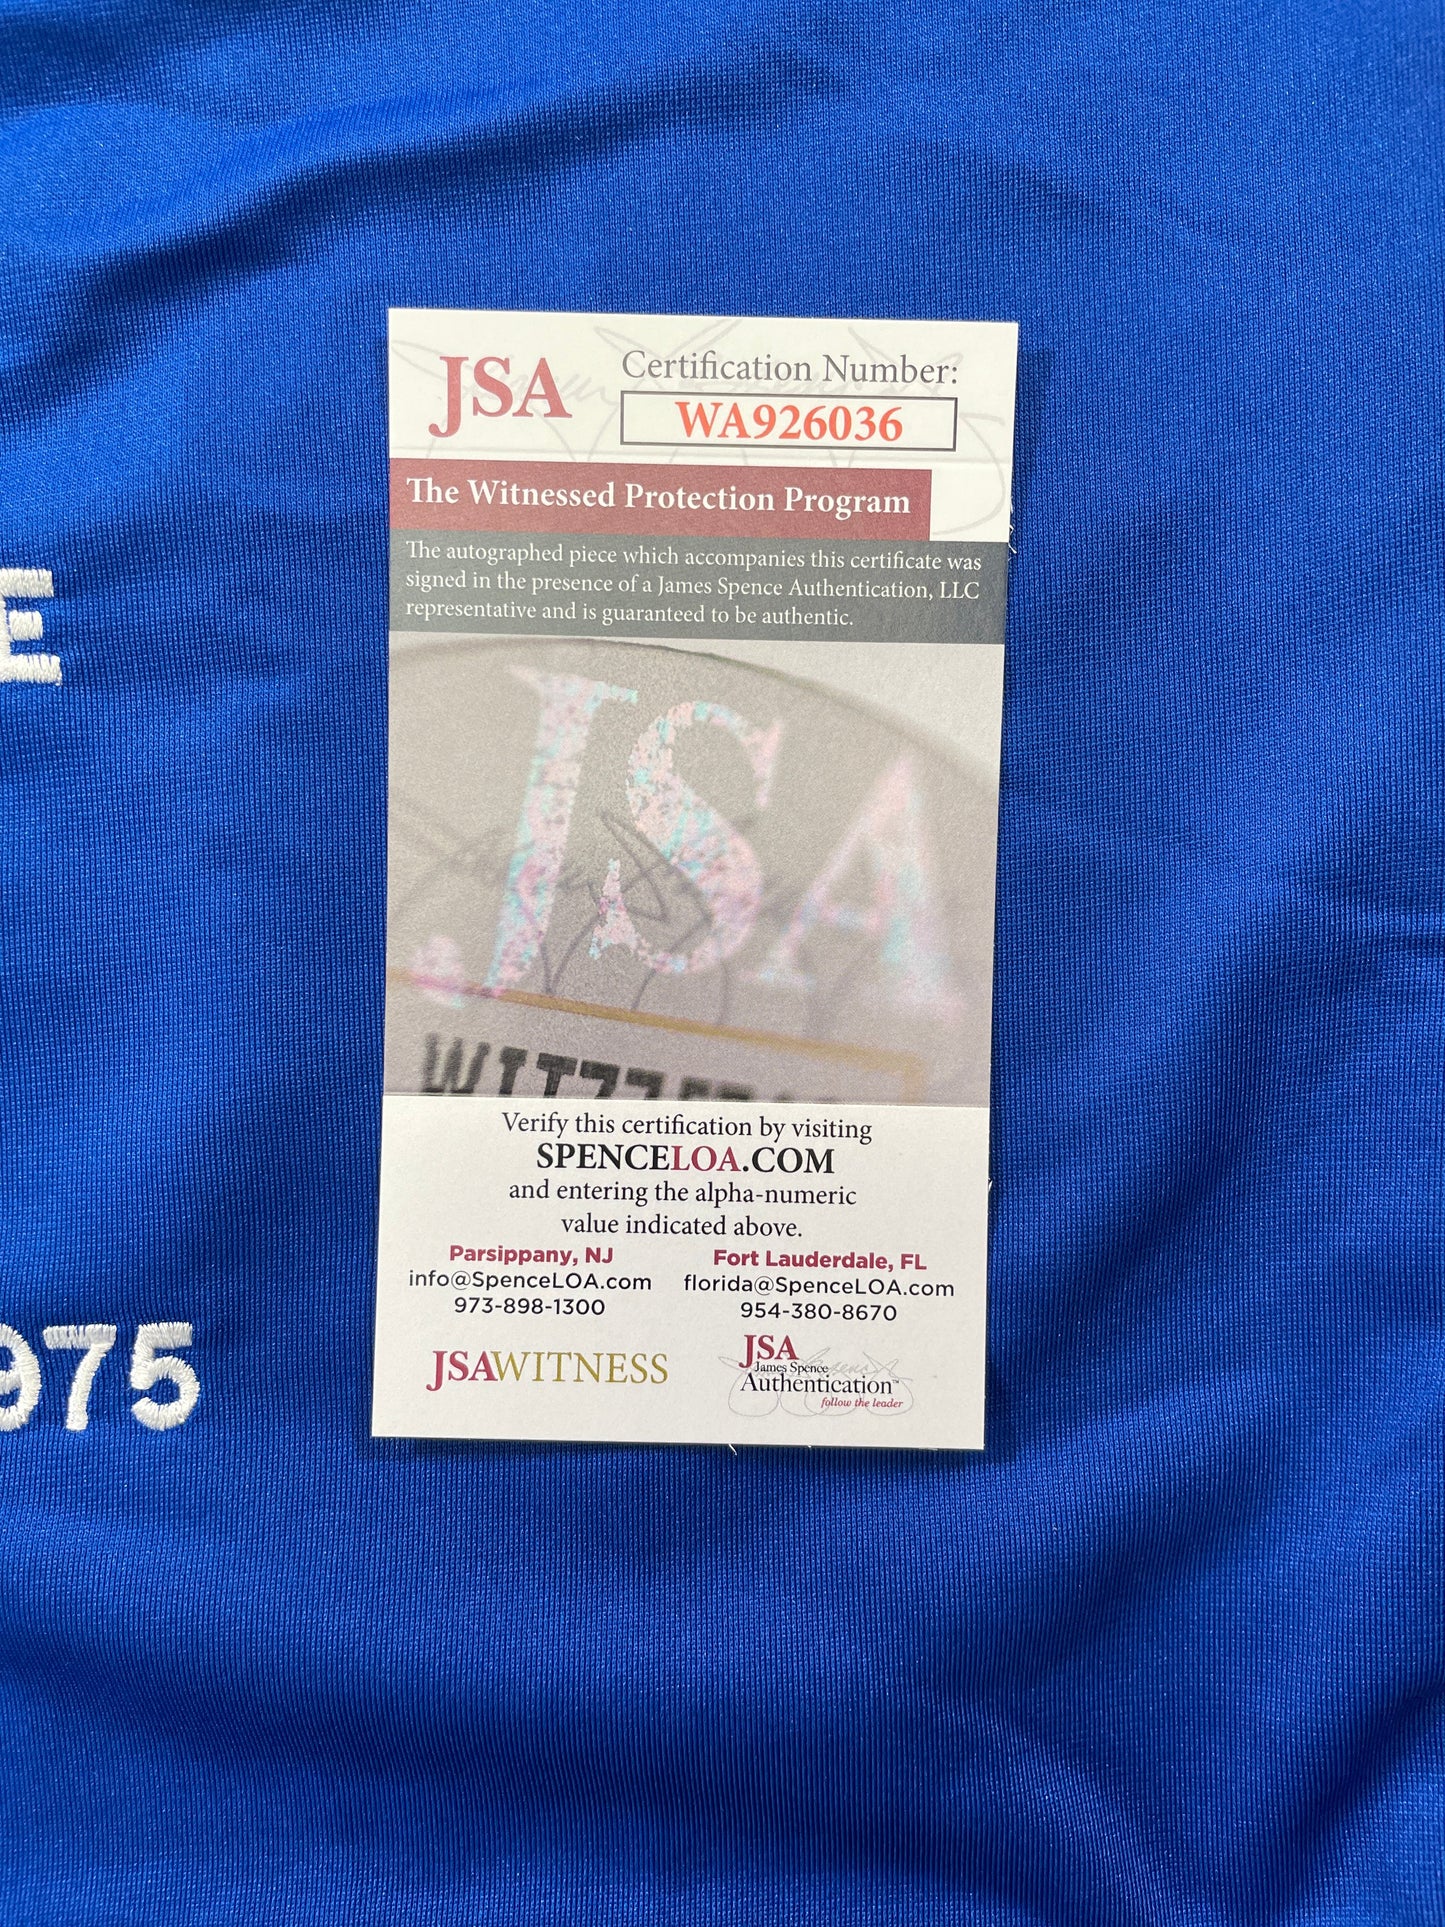 JSA
Certification Number:
WA926036
The Witnessed Protection Program
The autographed piece which accompanies this certificate was
signed in the presence of a James Spence Authentication, LLC
representative and is guaranteed to be authentic.
E
JSA
Verify this certification by visiting
SPENCELOA.COM
and entering the alpha-numeric
value indicated above.
Parsippany, NJ
info@SpenceLOA.com
973-898-1300
Fort Lauderdale, FL
florida@SpenceLOA.com
954-380-8670
975
JSAWITNESS
JSA
James Spence
Authentication™
follow the leader